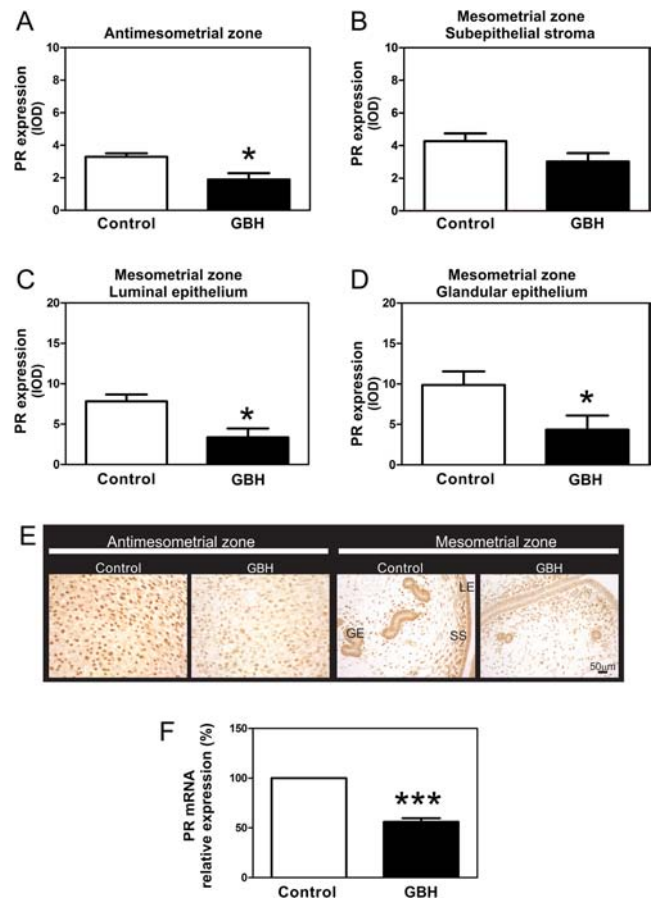 A
Antimesometrial zone
PR expression
(IOD)
10
8
6
4
2
0
*
Control
GBH
B
Mesometrial zone
Subepithelial stroma
PR expression
(IOD)
10
8
6
4
2
0
Control
GBH
C
Mesometrial zone
Luminal epithelium
PR expression
(IOD)
20
15
10
5
0
*
Control
GBH
D
Mesometrial zone
Glandular epithelium
PR expression
(IOD)
20
15
10
5
0
*
Control
GBH
E
Antimesometrial zone
Mesometrial zone
Control
GBH
Control
GBH
LE
GE
SS
50µm
F
PR mRNA
relative expression (%)
150
100
50
0
***
Control
GBH